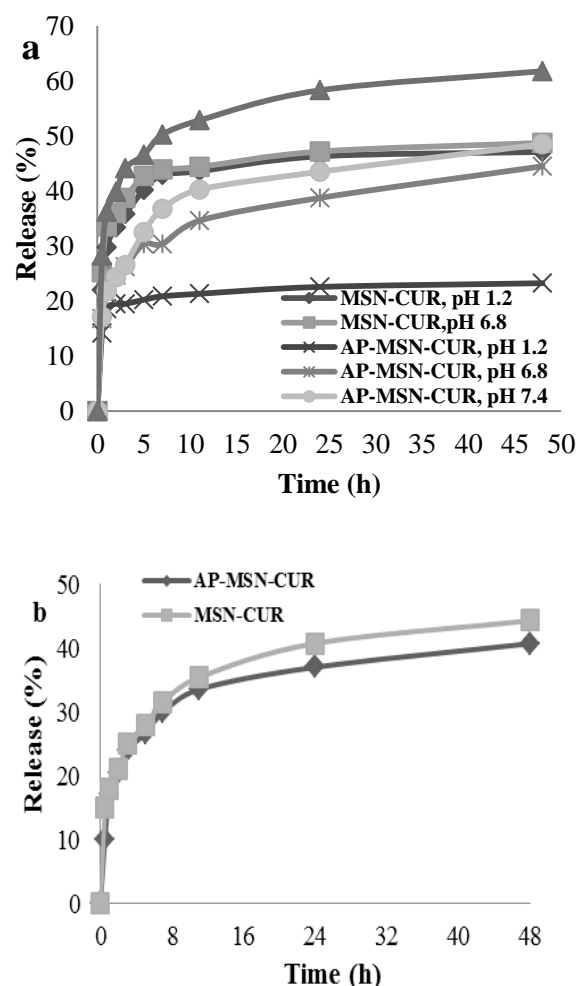 a
70
60
50
40
30
20
10
0
Release (%)
MSN-CUR, pH 1.2
MSN-CUR,pH 6.8
AP-MSN-CUR, pH 1.2
AP-MSN-CUR, pH 6.8
AP-MSN-CUR, pH 7.4
0 5 10 15 20 25 30 35 40 45 50
Time (h)
b
AP-MSN-CUR
MSN-CUR
50
40
30
20
10
0
Release (%)
0 8 16 24 32 40 48
Time (h)